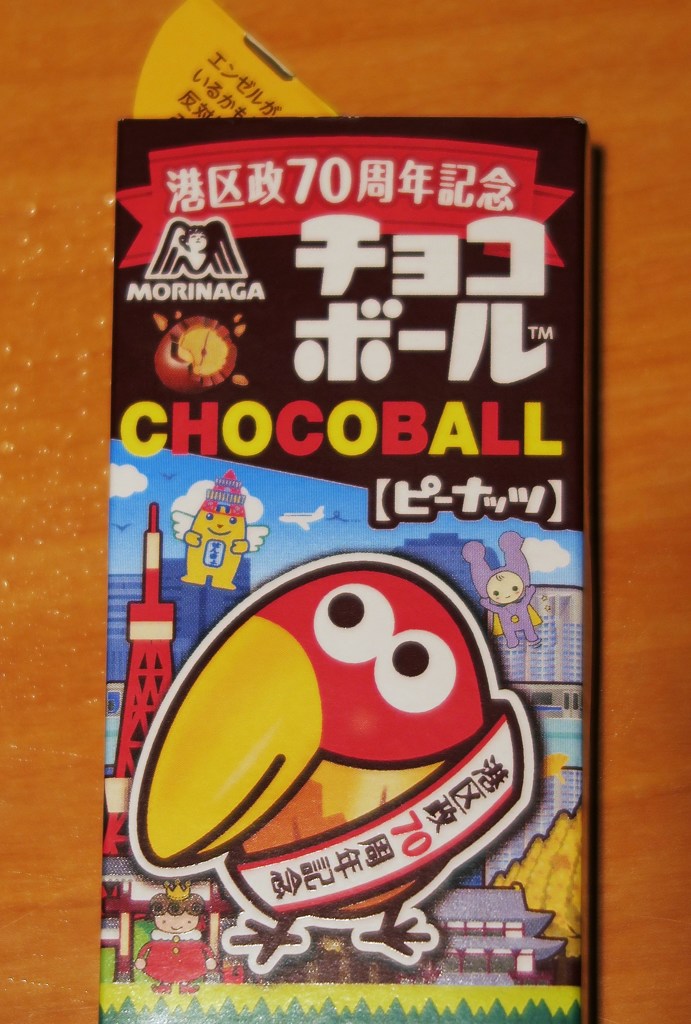 エンゼルが
いるかも
反対
港区政70周年記念
MORINAGA
チョコ
ボール™
CHOCOBALL
【ピーナッツ】
港区政70周年記念